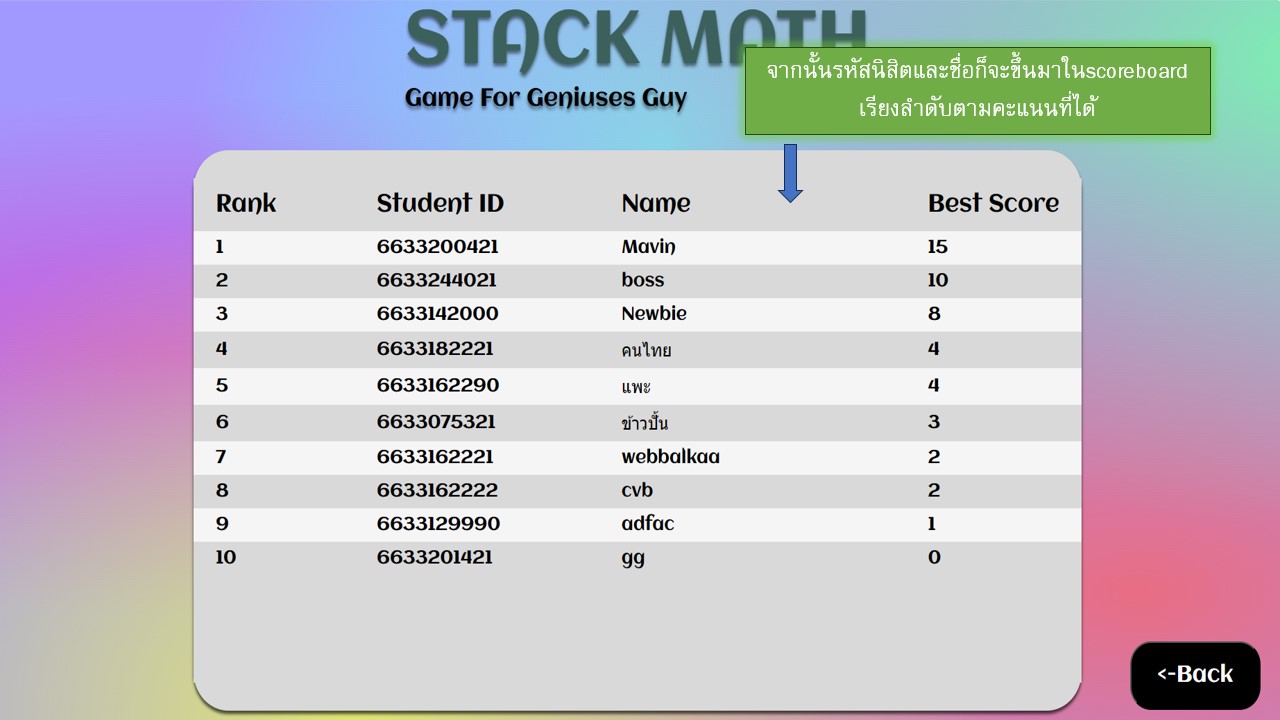 STACK MATH
จากนั้นรหัสนิสิตและชื่อก็จะขึ้นมาในscoreboard
เรียงลำดับตามคะแนนที่ได้
Game For Geniuses Guy
Rank Student ID Name Best Score
1 6633200421 Mavin 15
2 6633244021 boss 10
3 6633142000 Newbie 8
4 6633182221 คนไทย 4
5 6633162290 แพะ 4
6 6633075321 ข้าวปั้น 3
7 6633162221 webbalkaa 2
8 6633162222 cvb 2
9 6633129990 adfac 1
10 6633201421 gg 0
<-Back